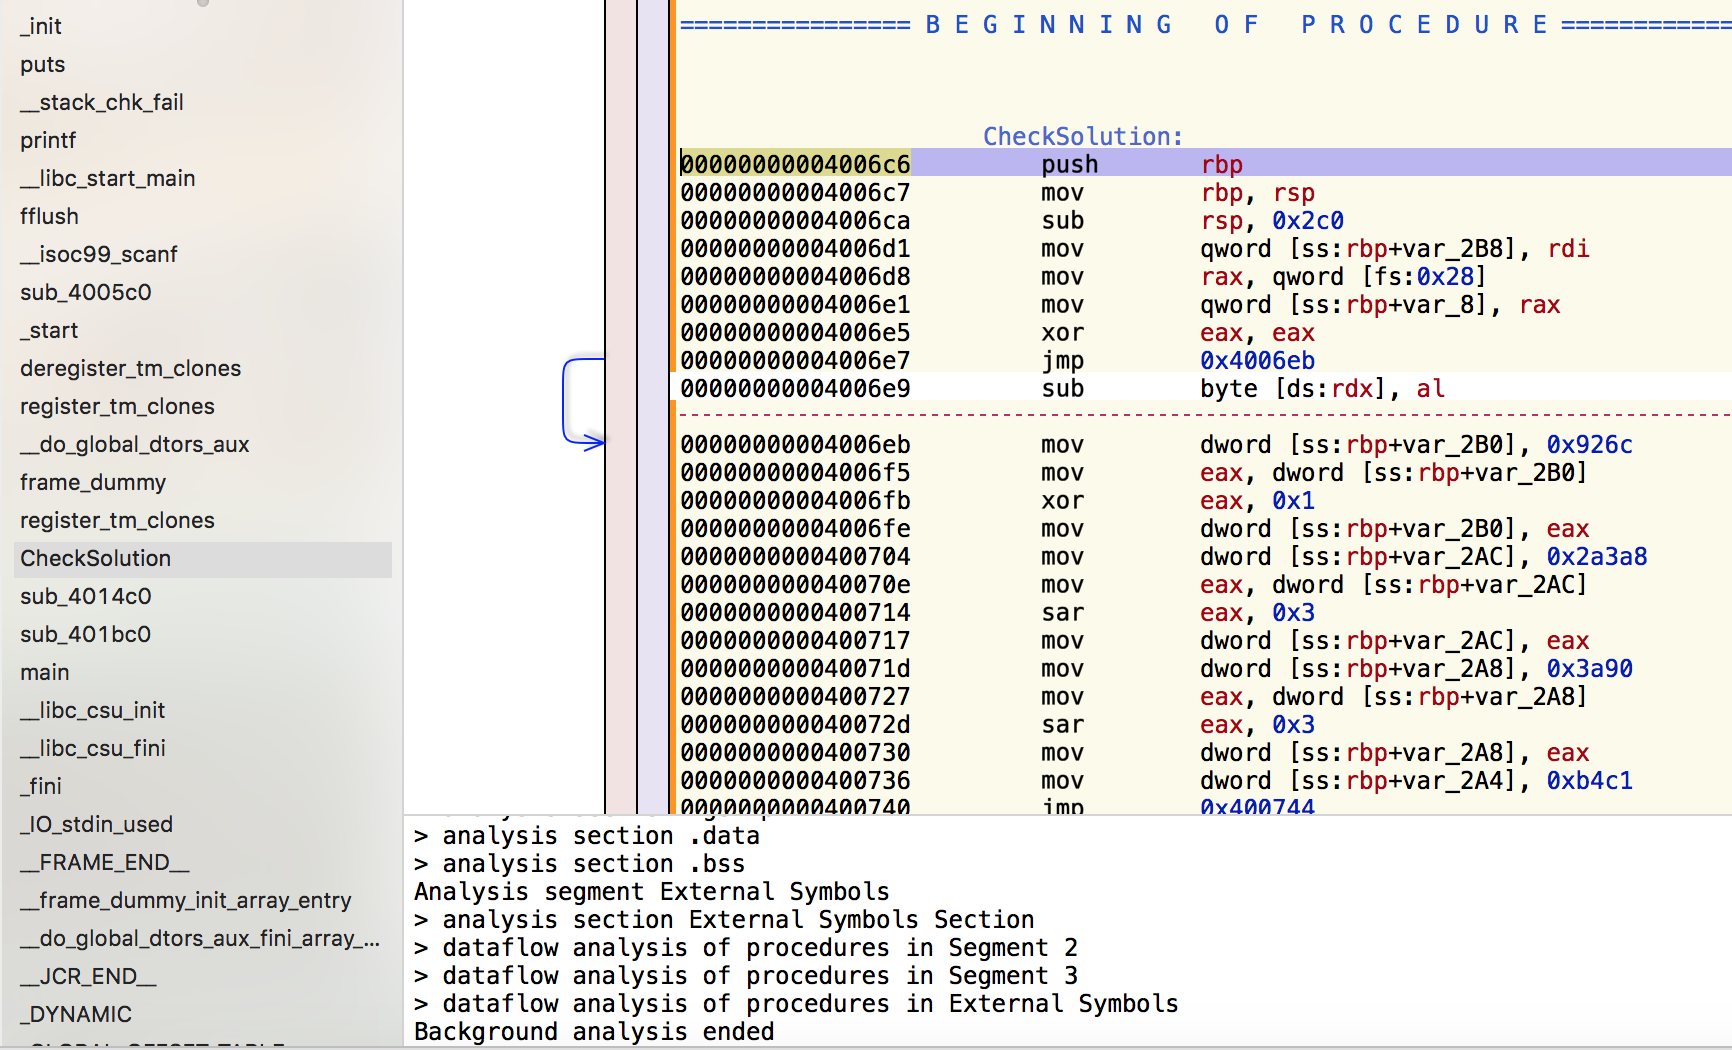 _init
puts
__stack_chk_fail
printf
__libc_start_main
fflush
__isoc99_scanf
sub_4005c0
_start
deregister_tm_clones
register_tm_clones
__do_global_dtors_aux
frame_dummy
register_tm_clones
CheckSolution
sub_4014c0
sub_401bc0
main
__libc_csu_init
__libc_csu_fini
_fini
_IO_stdin_used
__FRAME_END__
__frame_dummy_init_array_entry
__do_global_dtors_aux_fini_array_...
__JCR_END__
_DYNAMIC
_GLOBAL_OFFSET_TABLE_
================ B E G I N N I N G   O F   P R O C E D U R E ============
CheckSolution:
00000000004006c6 push rbp
00000000004006c7 mov rbp, rsp
00000000004006ca sub rsp, 0x2c0
00000000004006d1 mov qword [ss:rbp+var_2B8], rdi
00000000004006d8 mov rax, qword [fs:0x28]
00000000004006e1 mov qword [ss:rbp+var_8], rax
00000000004006e5 xor eax, eax
00000000004006e7 jmp 0x4006eb
00000000004006e9 sub byte [ds:rdx], al
00000000004006eb mov dword [ss:rbp+var_2B0], 0x926c
00000000004006f5 mov eax, dword [ss:rbp+var_2B0]
00000000004006fb xor eax, 0x1
00000000004006fe mov dword [ss:rbp+var_2B0], eax
0000000000400704 mov dword [ss:rbp+var_2AC], 0x2a3a8
000000000040070e mov eax, dword [ss:rbp+var_2AC]
0000000000400714 sar eax, 0x3
0000000000400717 mov dword [ss:rbp+var_2AC], eax
000000000040071d mov dword [ss:rbp+var_2A8], 0x3a90
0000000000400727 mov eax, dword [ss:rbp+var_2A8]
000000000040072d sar eax, 0x3
0000000000400730 mov dword [ss:rbp+var_2A8], eax
0000000000400736 mov dword [ss:rbp+var_2A4], 0xb4c1
0000000000400740 jmp 0x400744
> analysis section .data
> analysis section .bss
Analysis segment External Symbols
> analysis section External Symbols Section
> dataflow analysis of procedures in Segment 2
> dataflow analysis of procedures in Segment 3
> dataflow analysis of procedures in External Symbols
Background analysis ended